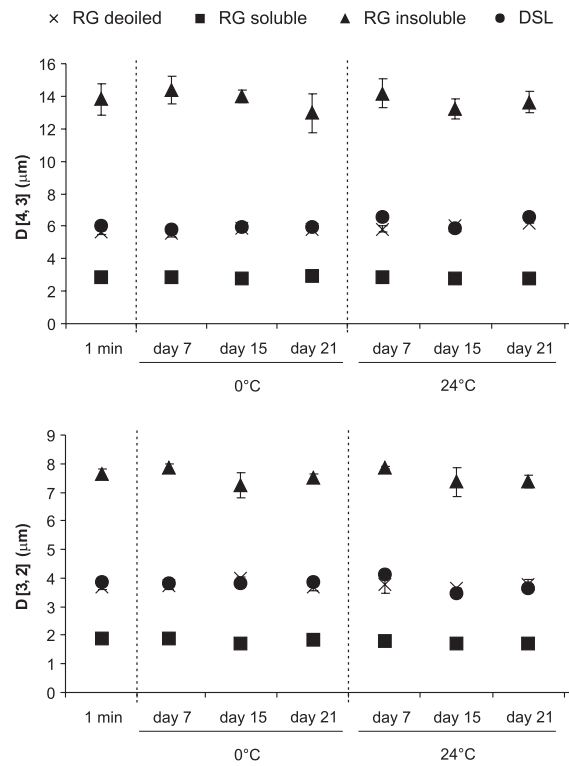 × RG deoiled ■ RG soluble ▲ RG insoluble ● DSL
D [4, 3] (μm)
16
14
12
10
8
6
4
2
0
1 min day 7 day 15 day 21 day 7 day 15 day 21
0°C 24°C
D [3, 2] (μm)
9
8
7
6
5
4
3
2
1
0
1 min day 7 day 15 day 21 day 7 day 15 day 21
0°C 24°C